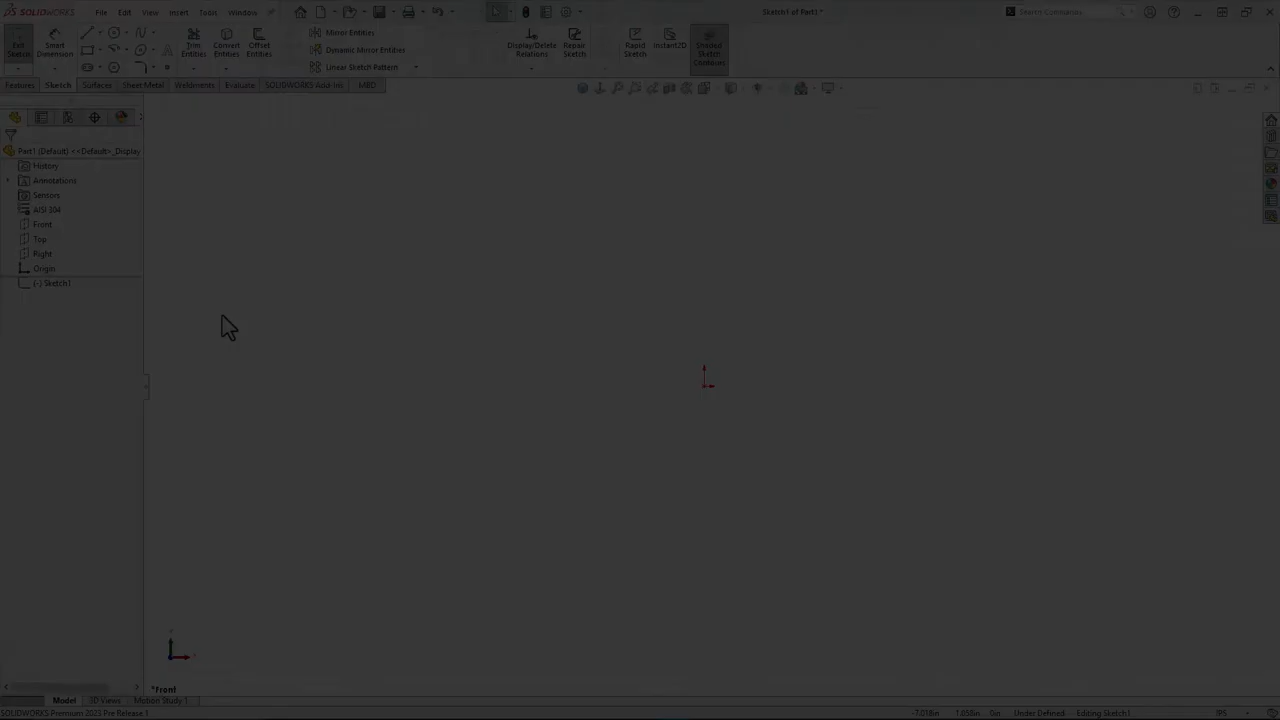 SOLIDWORKS
File Edit View Insert Tools Window
Sketch1 of Part3 *
Search Commands
Exit Sketch
Smart Dimension
Trim Entities
Convert Entities
Offset Entities
Mirror Entities
Dynamic Mirror Entities
Linear Sketch Pattern
Display/Delete Relations
Repair Sketch
Rapid Sketch
Instant2D
Shaded Sketch Contours
Features Sketch Surfaces Sheet Metal Weldments Evaluate SOLIDWORKS Add-Ins MBD
Part1 (Default) <<Default>_Display
History
Annotations
Sensors
AISI 304
Front
Top
Right
Origin
(-) Sketch1
*Front
Model 3D Views Motion Study 1
SOLIDWORKS Premium 2023 Pre Release 1
0in Under Defined Editing Sketch1 IPS